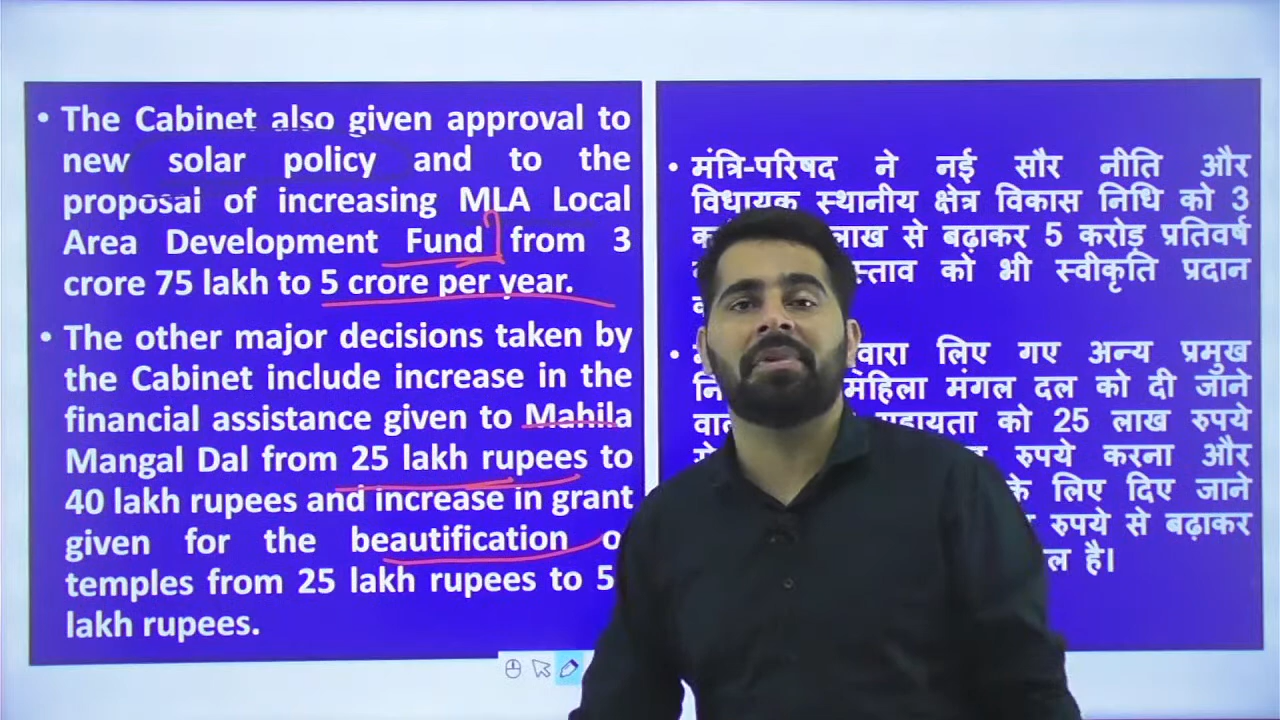 • The Cabinet also given approval to
new solar policy and to the
proposal of increasing MLA Local
Area Development Fund from 3
crore 75 lakh to 5 crore per year.
• The other major decisions taken by
the Cabinet include increase in the
financial assistance given to Mahila
Mangal Dal from 25 lakh rupees to
40 lakh rupees and increase in grant
given for the beautification
temples from 25 lakh rupees to 5
lakh rupees.
• मंत्रि-परिषद ने नई सौर नीति और
विधायक स्थानीय क्षेत्र विकास निधि को 3
लाख से बढ़ाकर 5 करोड़ प्रतिवर्ष
को भी स्वीकृति प्रदान
• लिए गए अन्य प्रमुख
महिला मंगल दल को दी जाने
को 25 लाख रुपये
रुपये करना और
के लिए दिए जाने
रुपये से बढ़ाकर
है।